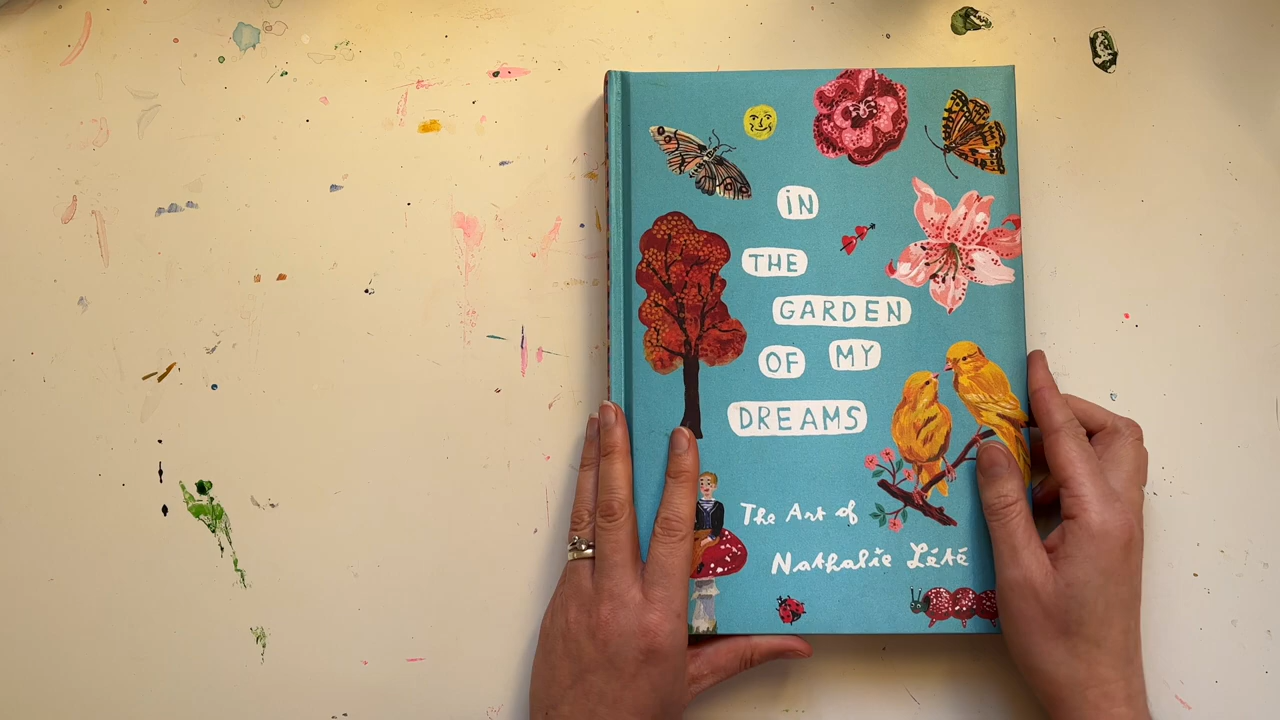 iN
THE
GARDEN
OF MY
DREAMS
The Art of
Nathalie Lété